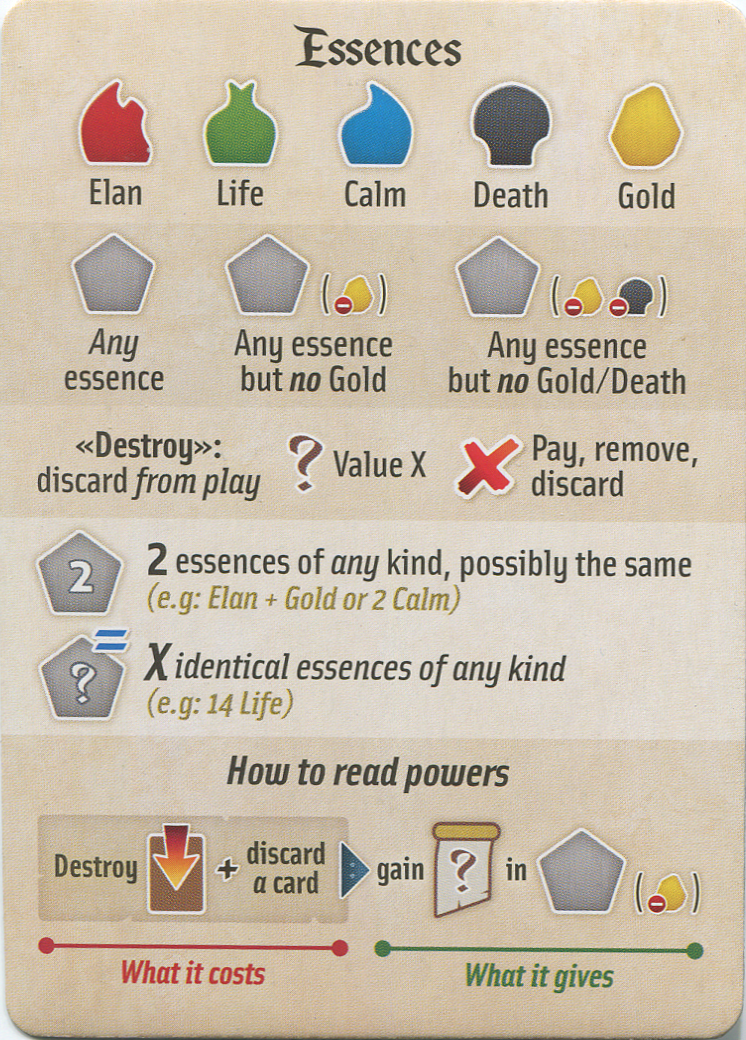 Essences
Elan Life Calm Death Gold
( ) ( )
Any essence
Any essence but no Gold
Any essence but no Gold/Death
«Destroy»:
discard from play
? Value X
Pay, remove,
discard
2 2 essences of any kind, possibly the same
(e.g: Elan + Gold or 2 Calm)
? = X identical essences of any kind
(e.g: 14 Life)
How to read powers
Destroy + discard a card gain ? in ( )
What it costs What it gives